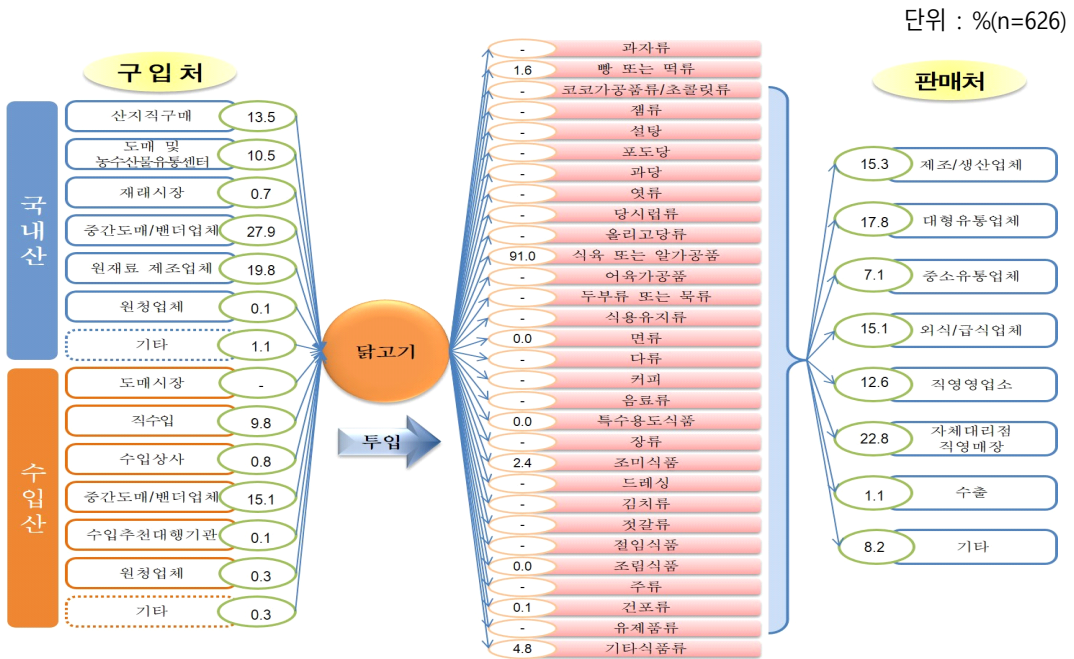 단위 : %(n=626)
구입처
국내산
산지직구매 13.5
도매 및
농수산물유통센터 10.5
재래시장 0.7
중간도매/밴더업체 27.9
원재료 제조업체 19.8
원청업체 0.1
기타 1.1
수입산
도매시장 -
직수입 9.8
수입상사 0.8
중간도매/밴더업체 15.1
수입추천대행기관 0.1
원청업체 0.3
기타 0.3
닭고기
투입
- 과자류
1.6 빵 또는 떡류
- 코코가공품류/초콜릿류
- 잼류
- 설탕
- 포도당
- 과당
- 엿류
- 당시럽류
- 올리고당류
91.0 식육 또는 알가공품
- 어육가공품
- 두부류 또는 묵류
- 식용유지류
0.0 면류
- 다류
- 커피
- 음료류
0.0 특수용도식품
- 장류
2.4 조미식품
- 드레싱
- 김치류
- 젓갈류
- 절임식품
0.0 조림식품
- 주류
0.1 건포류
- 유제품류
4.8 기타식품류
판매처
15.3 제조/생산업체
17.8 대형유통업체
7.1 중소유통업체
15.1 외식/급식업체
12.6 직영영업소
22.8 자체대리점
직영매장
1.1 수출
8.2 기타